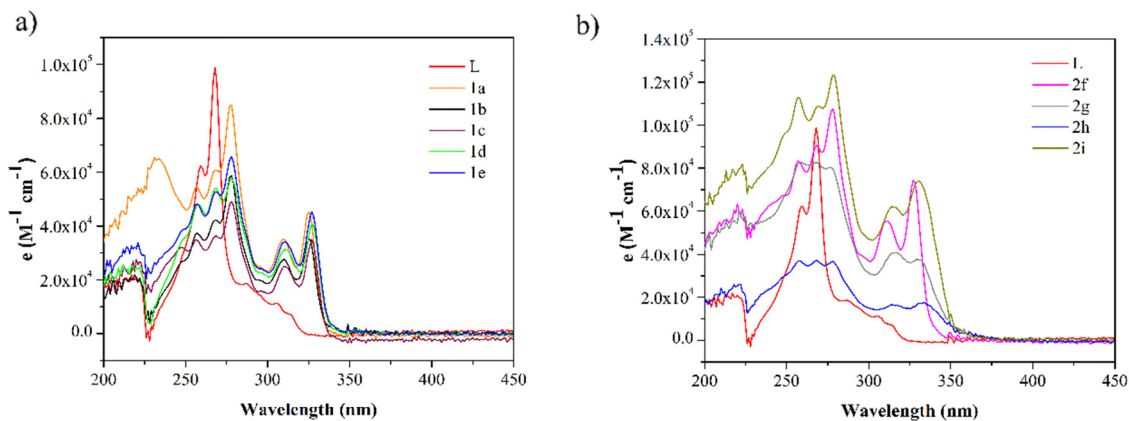 a)
1.0x10⁵
8.0x10⁴
6.0x10⁴
4.0x10⁴
2.0x10⁴
0.0
e (M⁻¹ cm⁻¹)
200 250 300 350 400 450
Wavelength (nm)
L
1a
1b
1c
1d
1e
b)
1.4x10⁵
1.2x10⁵
1.0x10⁵
8.0x10⁴
6.0x10⁴
4.0x10⁴
2.0x10⁴
0.0
e (M⁻¹ cm⁻¹)
200 250 300 350 400 450
Wavelength (nm)
L
2f
2g
2h
2i